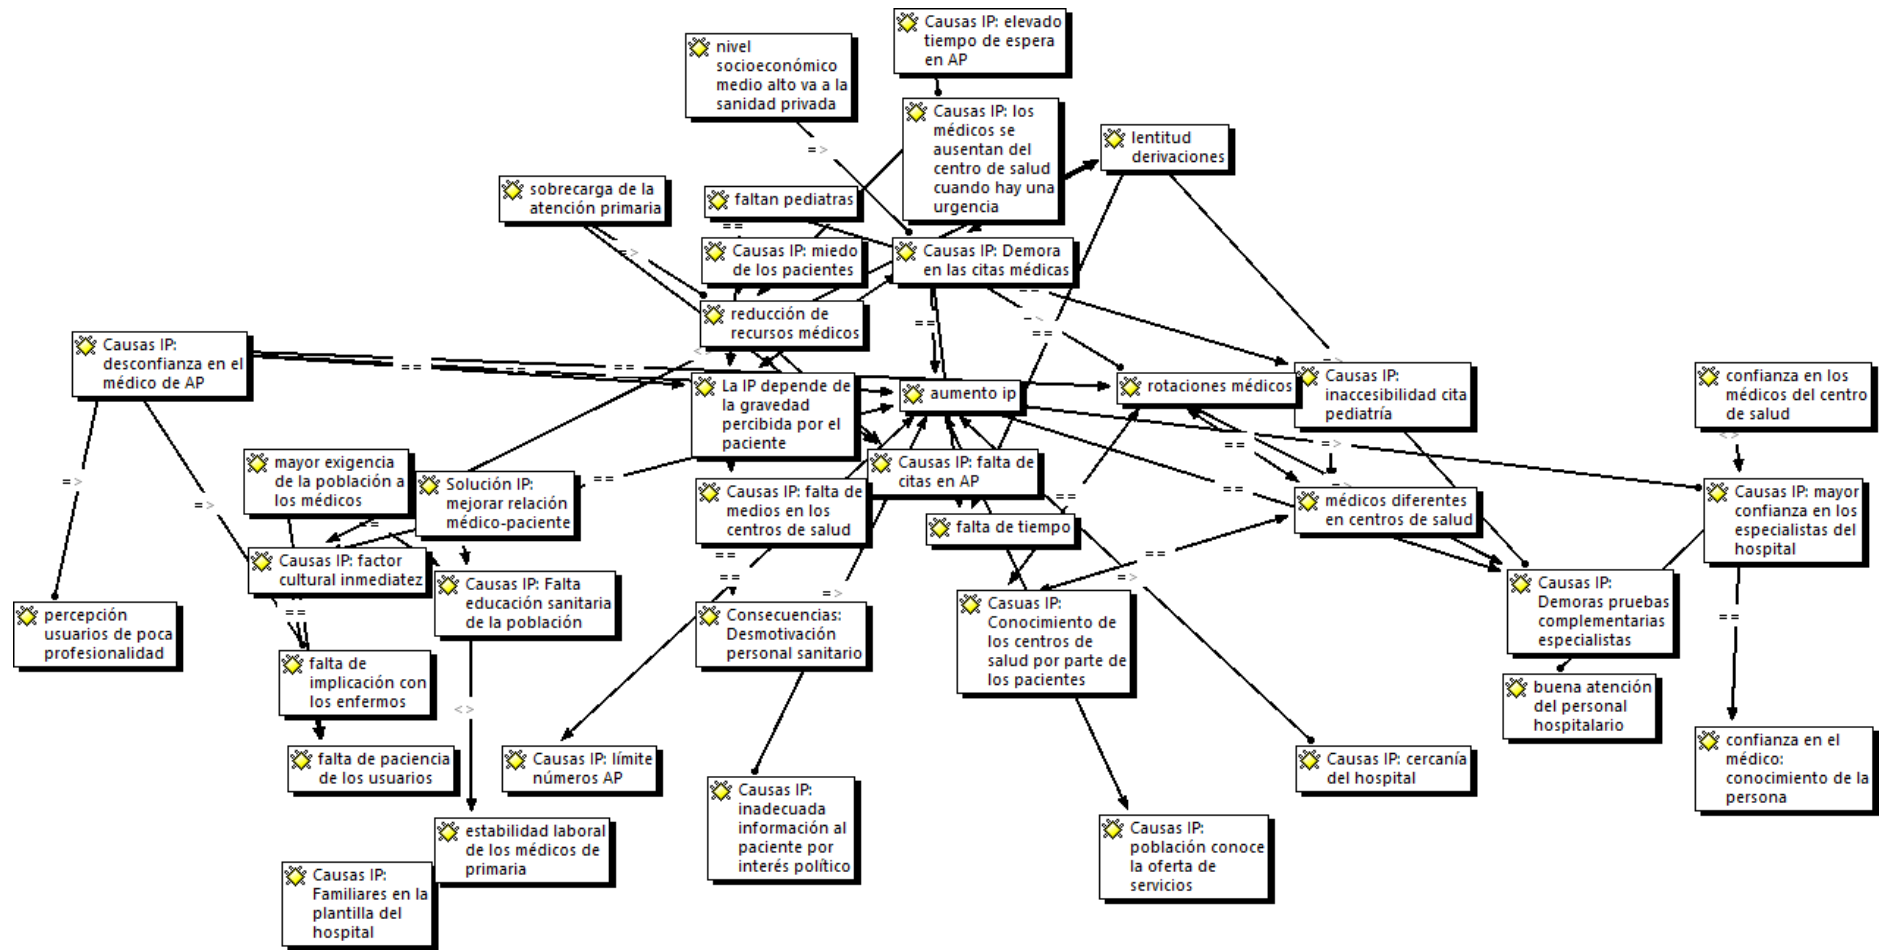 Causas IP: elevado
tiempo de espera
en AP
nivel
socioeconómico
medio alto va a la
sanidad privada
Causas IP: los
médicos se
ausentan del
centro de salud
cuando hay una
urgencia
lentitud
derivaciones
=>
sobrecarga de la
atención primaria
faltan pediatras
==
=>
Causas IP: miedo
de los pacientes
Causas IP: Demora
en las citas médicas
==
reducción de
recursos médicos
==
=>
==
Causas IP:
desconfianza en el
médico de AP
<>
==
==
==
=>
La IP depende de
la gravedad
percibida por el
paciente
aumento ip
rotaciones médicos
Causas IP:
inaccesibilidad cita
pediatría
confianza en los
médicos del centro
de salud
<>
mayor exigencia
de la población a
los médicos
Solución IP:
mejorar relación
médico-paciente
==
Causas IP: falta de
citas en AP
==
=>
=>
=>
==
==
=>
==
Causas IP: falta de
medios en los
centros de salud
falta de tiempo
médicos diferentes
en centros de salud
Causas IP: mayor
confianza en los
especialistas del
hospital
==
Causas IP: factor
cultural inmediatez
Causas IP: Falta
educación sanitaria
de la población
==
==
=>
==
=>
Casuas IP:
Conocimiento de
los centros de
salud por parte de
los pacientes
Causas IP:
Demoras pruebas
complementarias
especialistas
==
percepción
usuarios de poca
profesionalidad
==
Consecuencias:
Desmotivación
personal sanitario
falta de
implicación con
los enfermos
buena atención
del personal
hospitalario
<>
falta de paciencia
de los usuarios
Causas IP: límite
números AP
Causas IP: cercanía
del hospital
confianza en el
médico:
conocimiento de la
persona
Causas IP:
inadecuada
información al
paciente por
interés político
estabilidad laboral
de los médicos de
primaria
Causas IP:
población conoce
la oferta de
servicios
Causas IP:
Familiares en la
plantilla del
hospital